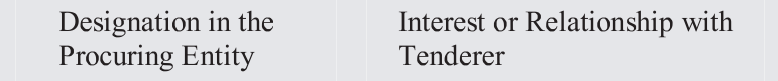 Designation in the
Procuring Entity
Interest or Relationship with
Tenderer